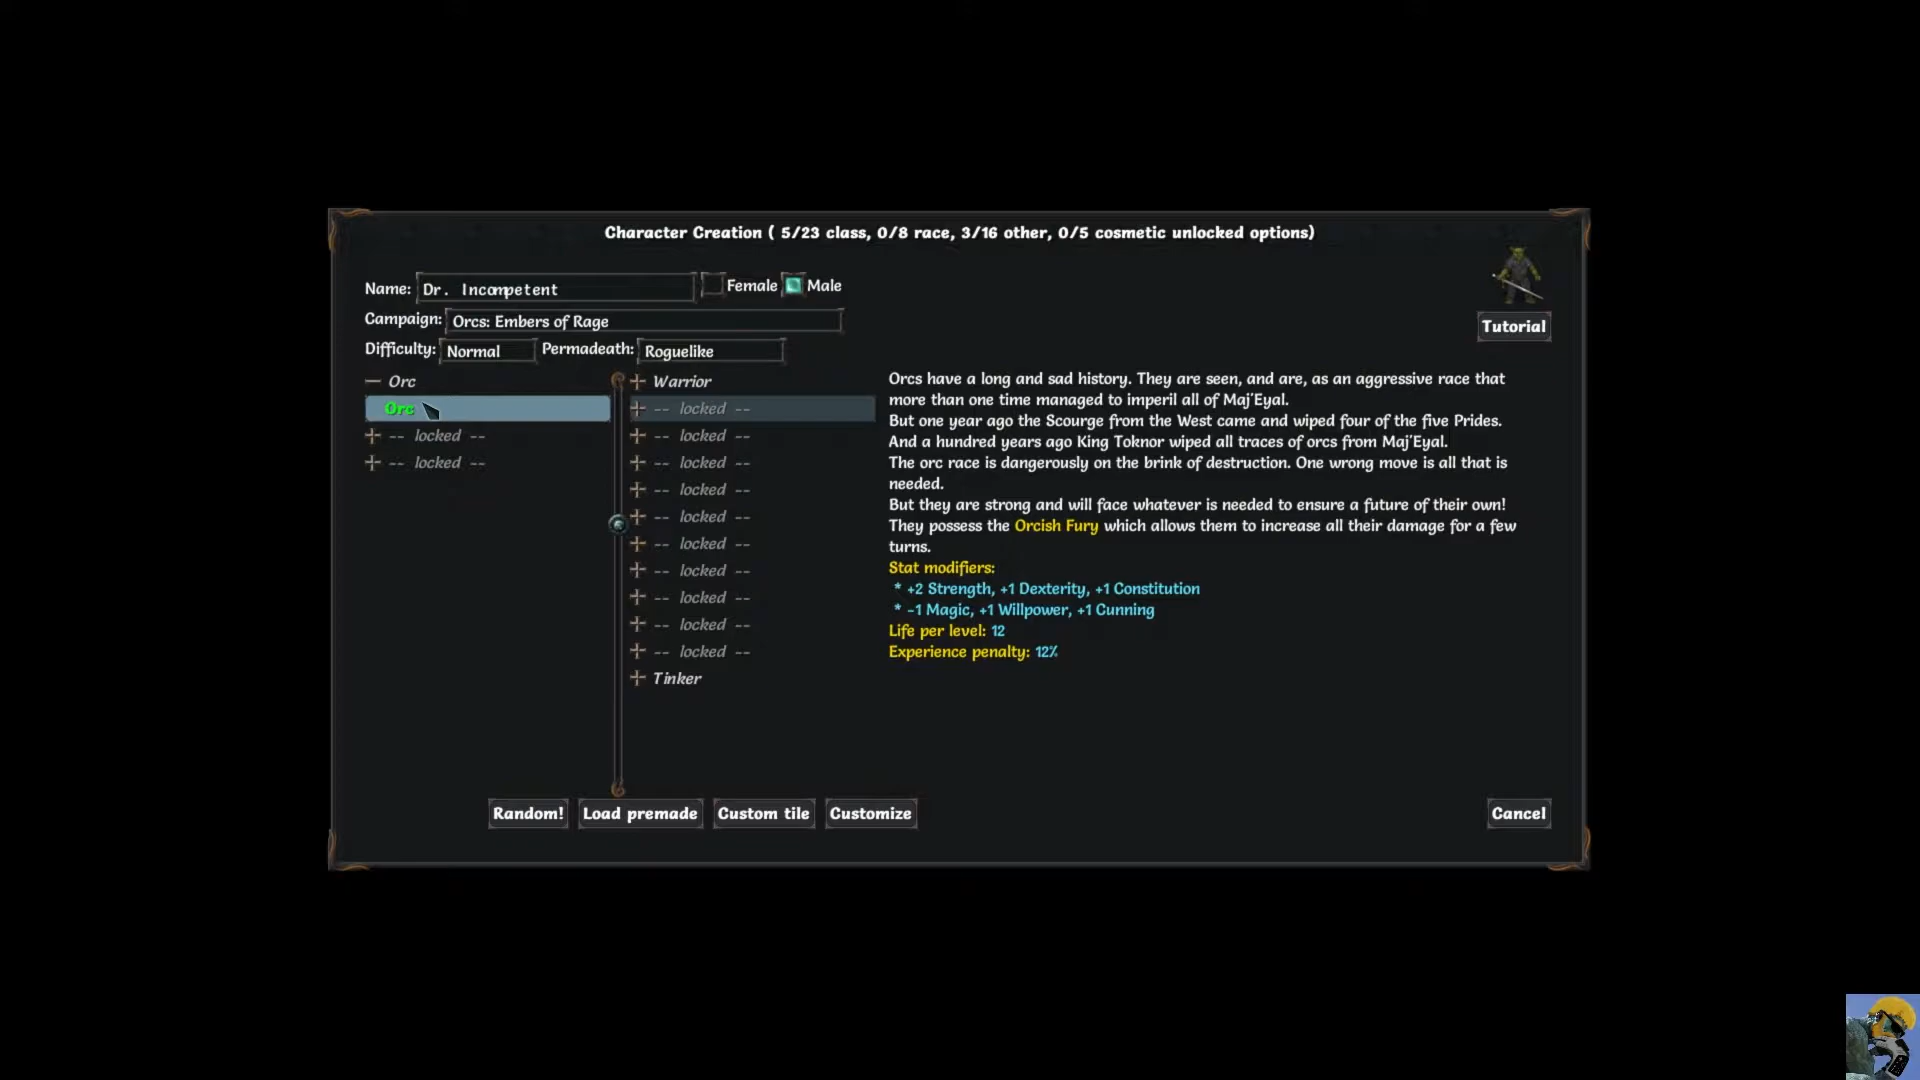 Character Creation ( 5/23 class, 0/8 race, 3/16 other, 0/5 cosmetic unlocked options)
Name: Dr. Incompetent Female Male
Campaign: Orcs: Embers of Rage
Tutorial
Difficulty: Normal Permadeath: Roguelike
— Orc
Orc
+ -- locked --
+ -- locked --
+ Warrior
+ -- locked --
+ -- locked --
+ -- locked --
+ -- locked --
+ -- locked --
+ -- locked --
+ -- locked --
+ -- locked --
+ -- locked --
+ -- locked --
+ Tinker
Orcs have a long and sad history. They are seen, and are, as an aggressive race that
more than one time managed to imperil all of Maj'Eyal.
But one year ago the Scourge from the West came and wiped four of the five Prides.
And a hundred years ago King Toknor wiped all traces of orcs from Maj'Eyal.
The orc race is dangerously on the brink of destruction. One wrong move is all that is
needed.
But they are strong and will face whatever is needed to ensure a future of their own!
They possess the Orcish Fury which allows them to increase all their damage for a few
turns.
Stat modifiers:
* +2 Strength, +1 Dexterity, +1 Constitution
* -1 Magic, +1 Willpower, +1 Cunning
Life per level: 12
Experience penalty: 12%
Random! Load premade Custom tile Customize Cancel